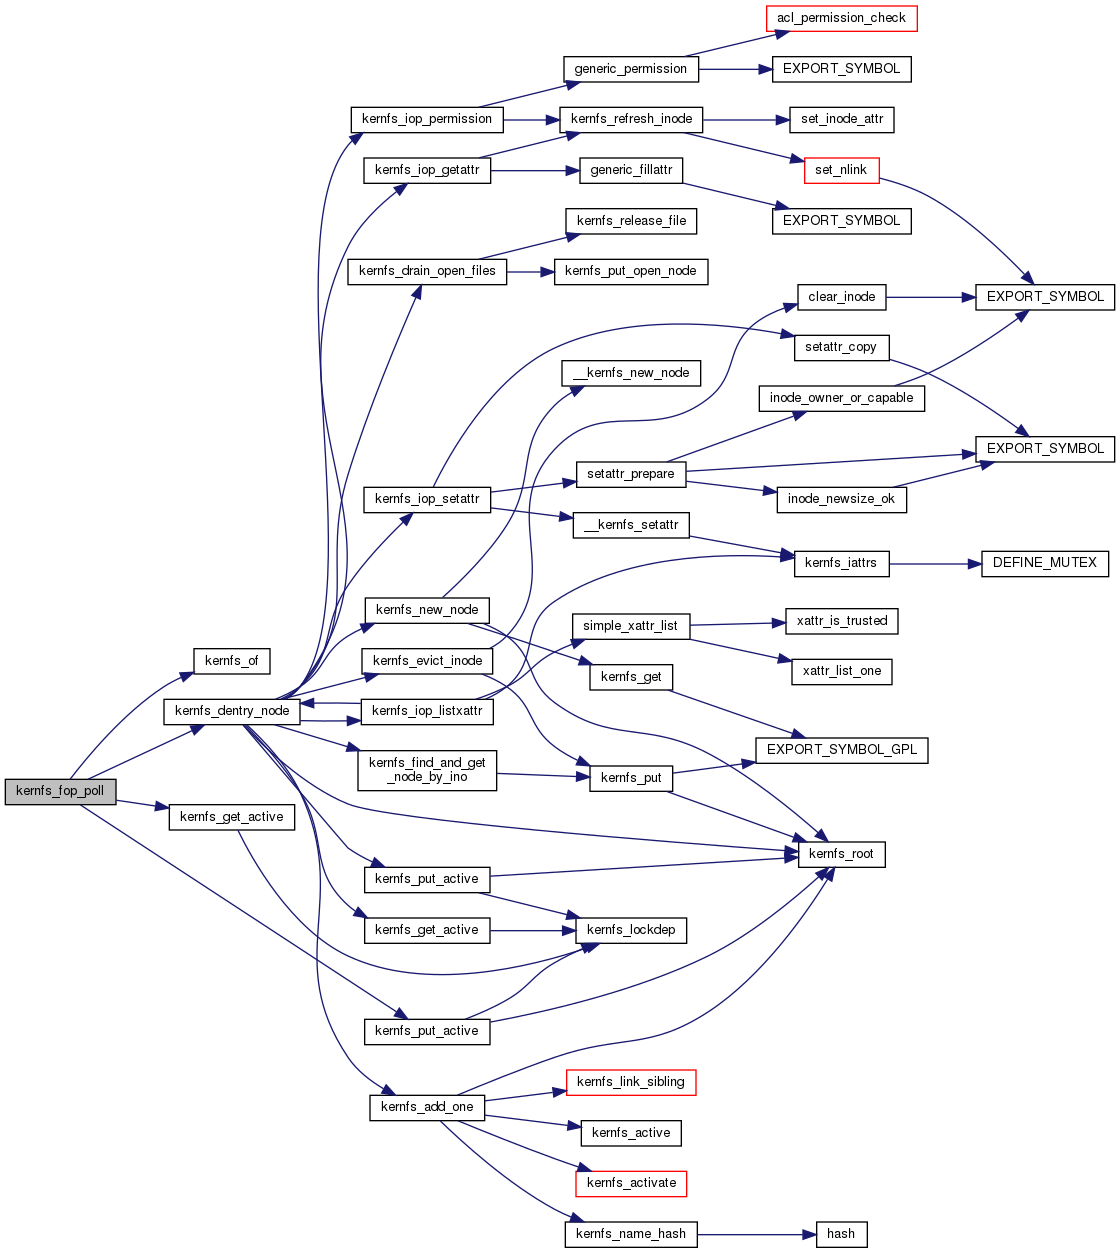 acl_permission_check
generic_permission
EXPORT_SYMBOL
kernfs_iop_permission
kernfs_refresh_inode
set_inode_attr
kernfs_iop_getattr
generic_fillattr
set_nlink
kernfs_release_file
EXPORT_SYMBOL
kernfs_drain_open_files
kernfs_put_open_node
clear_inode
EXPORT_SYMBOL
setattr_copy
__kernfs_new_node
inode_owner_or_capable
EXPORT_SYMBOL
setattr_prepare
kernfs_iop_setattr
inode_newsize_ok
__kernfs_setattr
kernfs_iattrs
DEFINE_MUTEX
kernfs_new_node
simple_xattr_list
xattr_is_trusted
kernfs_of
kernfs_evict_inode
kernfs_get
xattr_list_one
kernfs_dentry_node
kernfs_iop_listxattr
EXPORT_SYMBOL_GPL
kernfs_find_and_get
_node_by_ino
kernfs_put
kernfs_fop_poll
kernfs_get_active
kernfs_root
kernfs_put_active
kernfs_get_active
kernfs_lockdep
kernfs_put_active
kernfs_link_sibling
kernfs_add_one
kernfs_active
kernfs_activate
kernfs_name_hash
hash